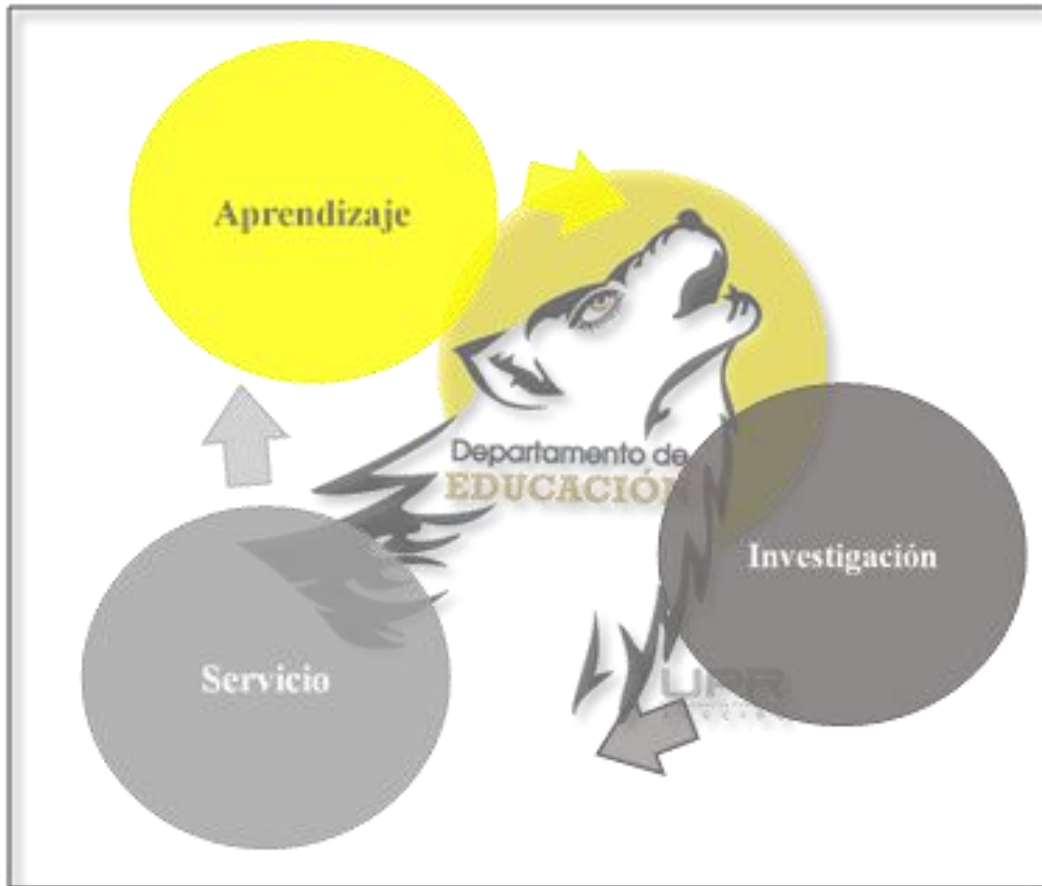 Aprendizaje
Departamento de
EDUCACIÓN
Investigación
Servicio
UPR